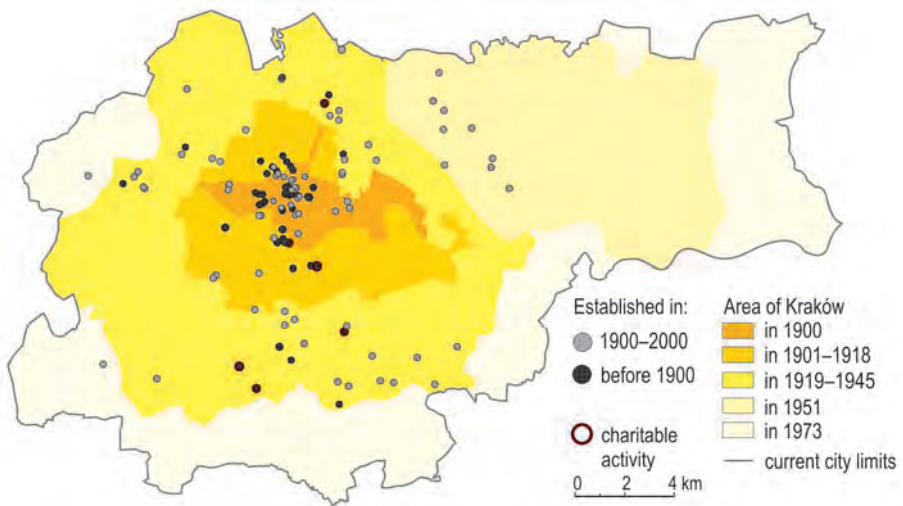 Established in:
1900–2000
before 1900
charitable
activity
0 2 4 km
Area of Kraków
in 1900
in 1901–1918
in 1919–1945
in 1951
in 1973
current city limits